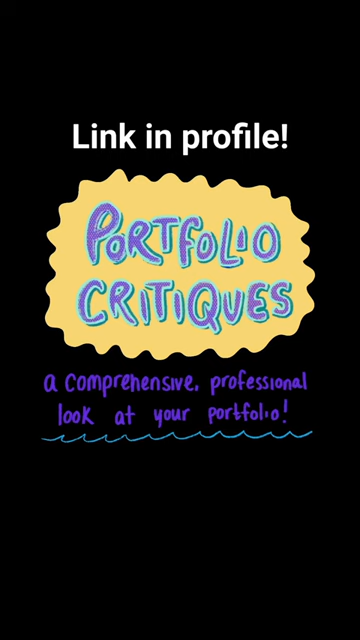 Link in profile!
PORTFOLIO
CRITIQUES
a comprehensive, professional
look at your portfolio!